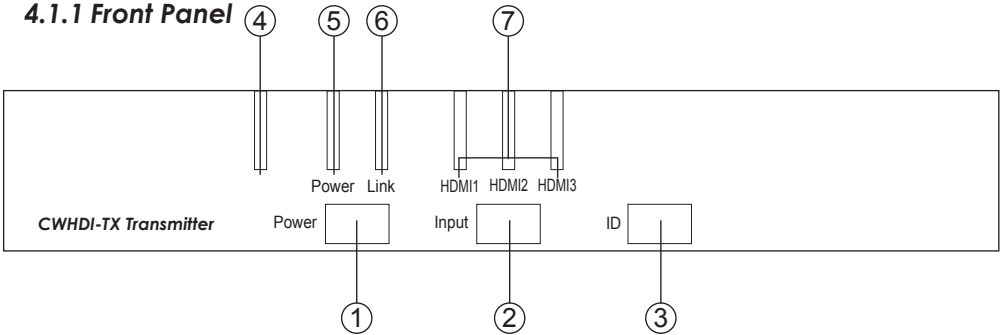 4.1.1 Front Panel
4 5 6 7
Power Link HDMI1 HDMI2 HDMI3
CWHDI-TX Transmitter Power Input ID
1 2 3